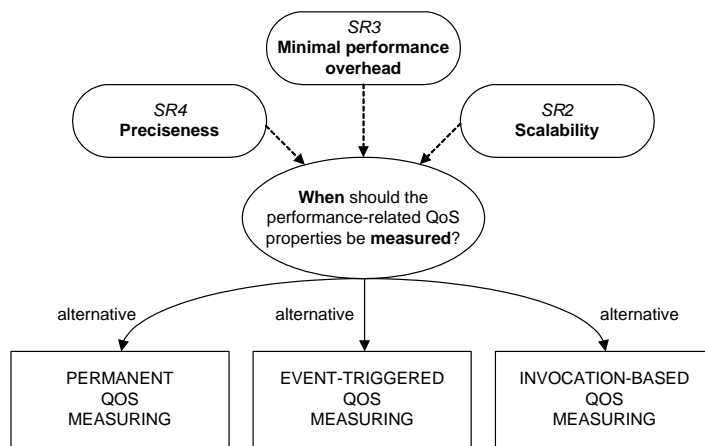 SR3
Minimal performance
overhead
SR4
Preciseness
SR2
Scalability
When should the
performance-related QoS
properties be measured?
alternative
alternative
alternative
PERMANENT
QOS
MEASURING
EVENT-TRIGGERED
QOS
MEASURING
INVOCATION-BASED
QOS
MEASURING